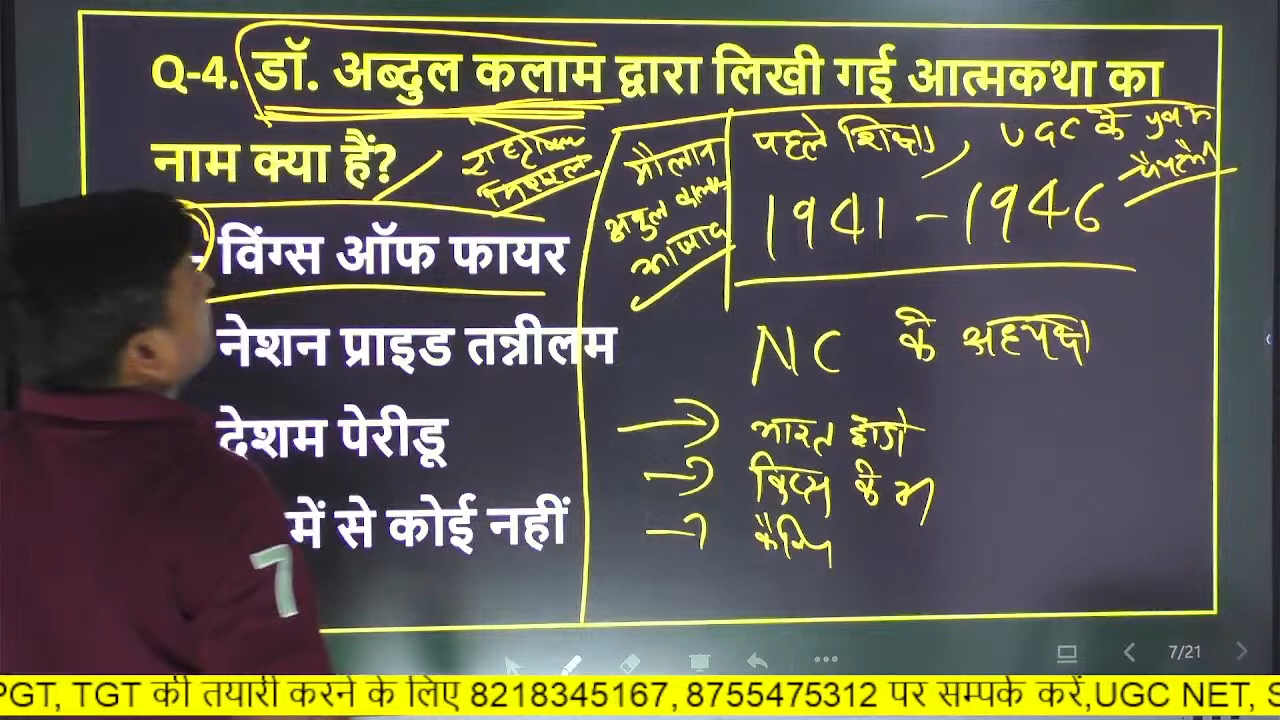 Q-4. डॉ. अब्दुल कलाम द्वारा लिखी गई आत्मकथा का
नाम क्या हैं?
विंग्स ऑफ फायर
नेशन प्राइड तन्नीलम
देशम पेरीडू
में से कोई नहीं
मिसाइल
मौलाना
अबुल कलाम
आजाद
पहले शिक्षा, UGC के
1941 - 1946
NC के अध्यक्ष
भारत छोडो
क्रिप्स
7/21
7
PGT, TGT की तयारी करने के लिए 8218345167, 8755475312 पर सम्पर्क करें,UGC NET, S